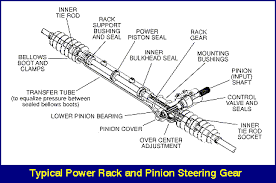 INNER
TIE ROD
RACK
SUPPORT
BUSHING
AND SEAL
POWER
PISTON SEAL
INNER
BULKHEAD SEAL
RACK
GEAR
MOUNTING
BUSHINGS
PINION
(INPUT)
SHAFT
BELLOWS
BOOT AND
CLAMPS
TRANSFER TUBE
(to equalize pressure between
sealed bellows boots)
CONTROL
VALVE AND
SEALS
LOWER PINION BEARING
INNER
TIE ROD
SOCKET
PINION COVER
OVER CENTER
ADJUSTMENT
Typical Power Rack and Pinion Steering Gear